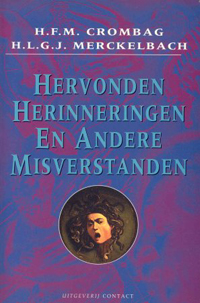 H.F.M. CROMBAG
H.L.G.J. MERCKELBACH
HERVONDEN
HERINNERINGEN
EN ANDERE
MISVERSTANDEN
UITGEVERIJ CONTACT